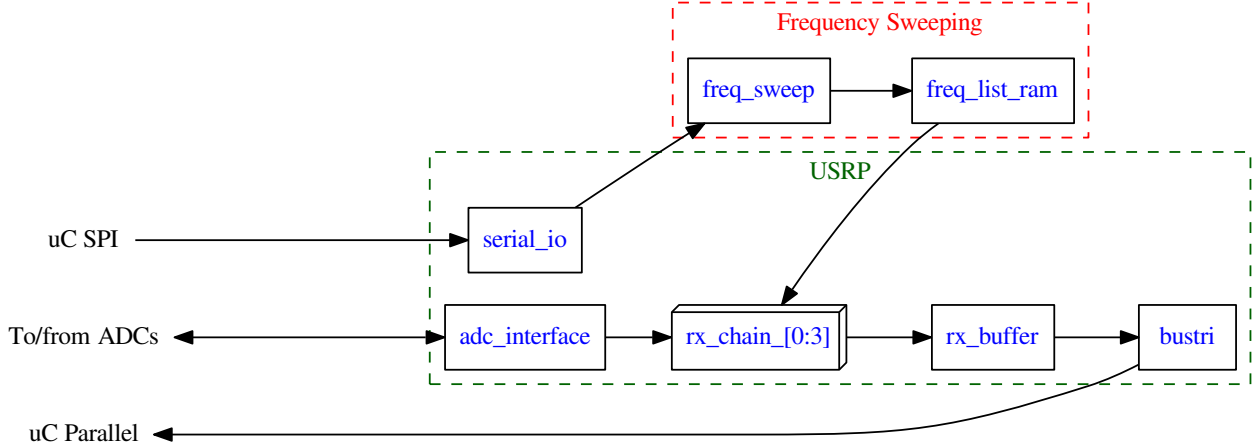 Frequency Sweeping
freq_sweep
freq_list_ram
USRP
uC SPI
serial_io
To/from ADCs
adc_interface
rx_chain_[0:3]
rx_buffer
bustri
uC Parallel